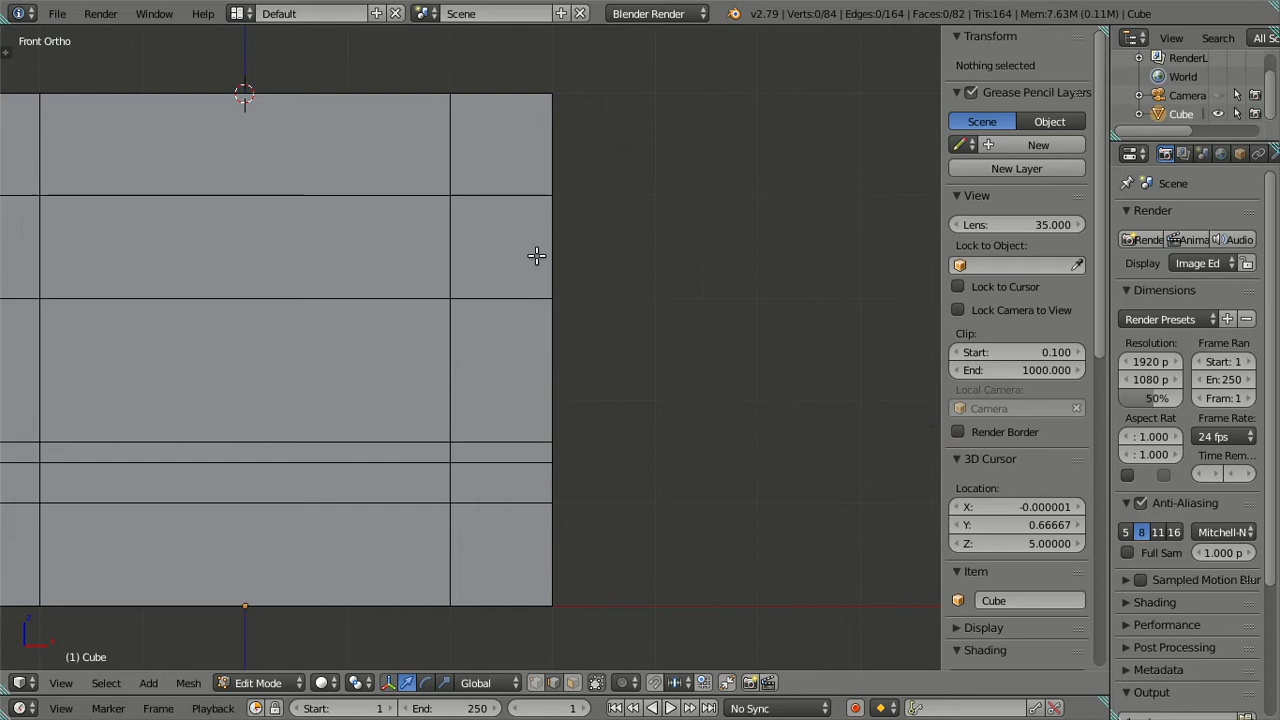 File Render Window Help Default Scene Blender Render v2.79 | Verts:0/84 | Edges:0/164 | Faces:0/82 | Tris:164 | Mem:7.63M (0.11M) | Cube
Front Ortho
Transform
Nothing selected
Grease Pencil Layers
Scene Object
New
New Layer
View
Lens: 35.000
Lock to Object:
Lock to Cursor
Lock Camera to View
Clip:
Start: 0.100
End: 1000.000
Local Camera:
Camera
Render Border
3D Cursor
Location:
X: -0.000001
Y: 0.66667
Z: 5.00000
Item
Cube
Display
Shading
View Search All Sc
RenderL
World
Camera
Cube
Scene
Render
Rende Anima Audio
Display Image Ed
Dimensions
Render Presets
Resolution: Frame Ran
1920 p Start: 1
1080 p En: 250
50% Fram: 1
Aspect Rat Frame Rate:
: 1.000 24 fps
: 1.000 Time Rem...
Anti-Aliasing
5 8 11 16 Mitchell-N
Full Sam 1.000 p
Sampled Motion Blur
Shading
Performance
Post Processing
Metadata
Output
z
x
(1) Cube
View Select Add Mesh Edit Mode Global
View Marker Frame Playback Start: 1 End: 250 1 No Sync